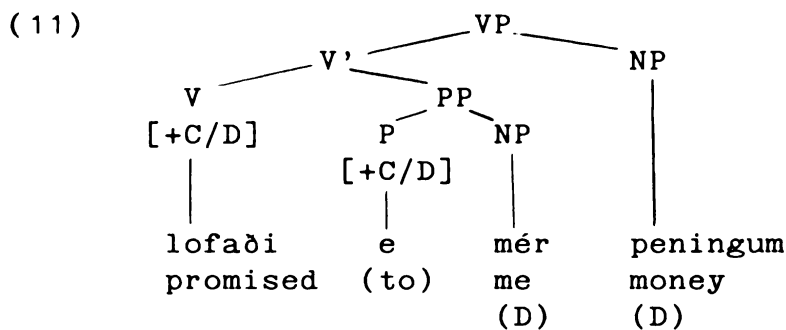 (11) VP
V' NP
V PP
[+C/D] P NP
[+C/D]
lofaði e mér peningum
promised (to) me money
(D) (D)